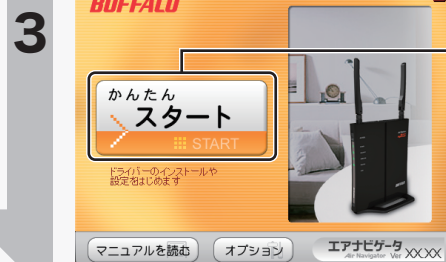 3
BUFFALO
かんたん
スタート
START
ドライバーのインストールや
設定をはじめます
マニュアルを読む
オプション
エアナビゲータ
Air Navigator Ver XX.XX